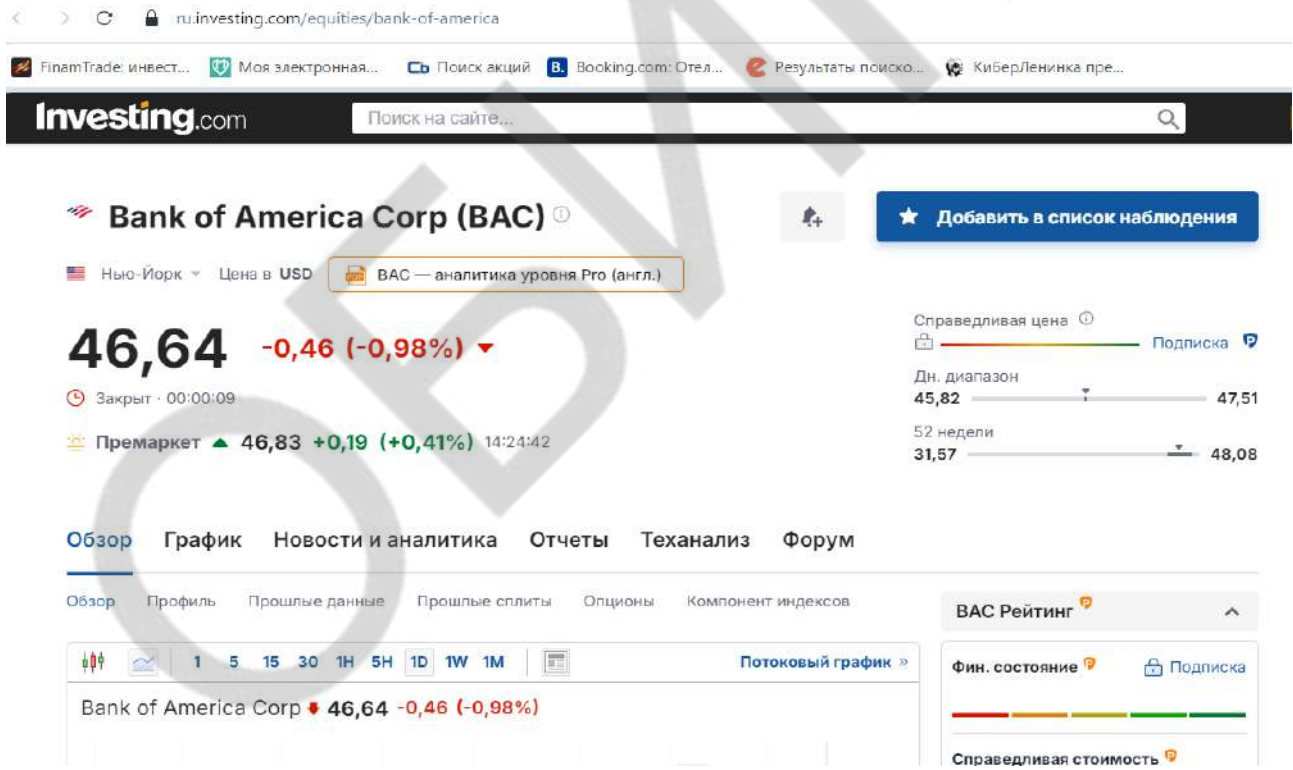 ru.investing.com/equities/bank-of-america
FinamTrade: инвест... Моя электронная... Cb Поиск акций B. Booking.com: Отел... Результаты поиско... КиберЛенинка пре...
Investing.com Поиск на сайте...
Bank of America Corp (BAC) Добавить в список наблюдения
Нью-Йорк Цена в USD BAC — аналитика уровня Pro (англ.)
46,64 -0,46 (-0,98%)
Закрыт · 00:00:09
Премаркет 46,83 +0,19 (+0,41%) 14:24:42
Справедливая цена
Подписка
Дн. диапазон
45,82 47,51
52 недели
31,57 48,08
Обзор График Новости и аналитика Отчеты Теханализ Форум
Обзор Профиль Прошлые данные Прошлые сплиты Опционы Компонент индексов
1 5 15 30 1H 5H 1D 1W 1M Потоковый график »
Bank of America Corp 46,64 -0,46 (-0,98%)
BAC Рейтинг
Фин. состояние Подписка
Справедливая стоимость